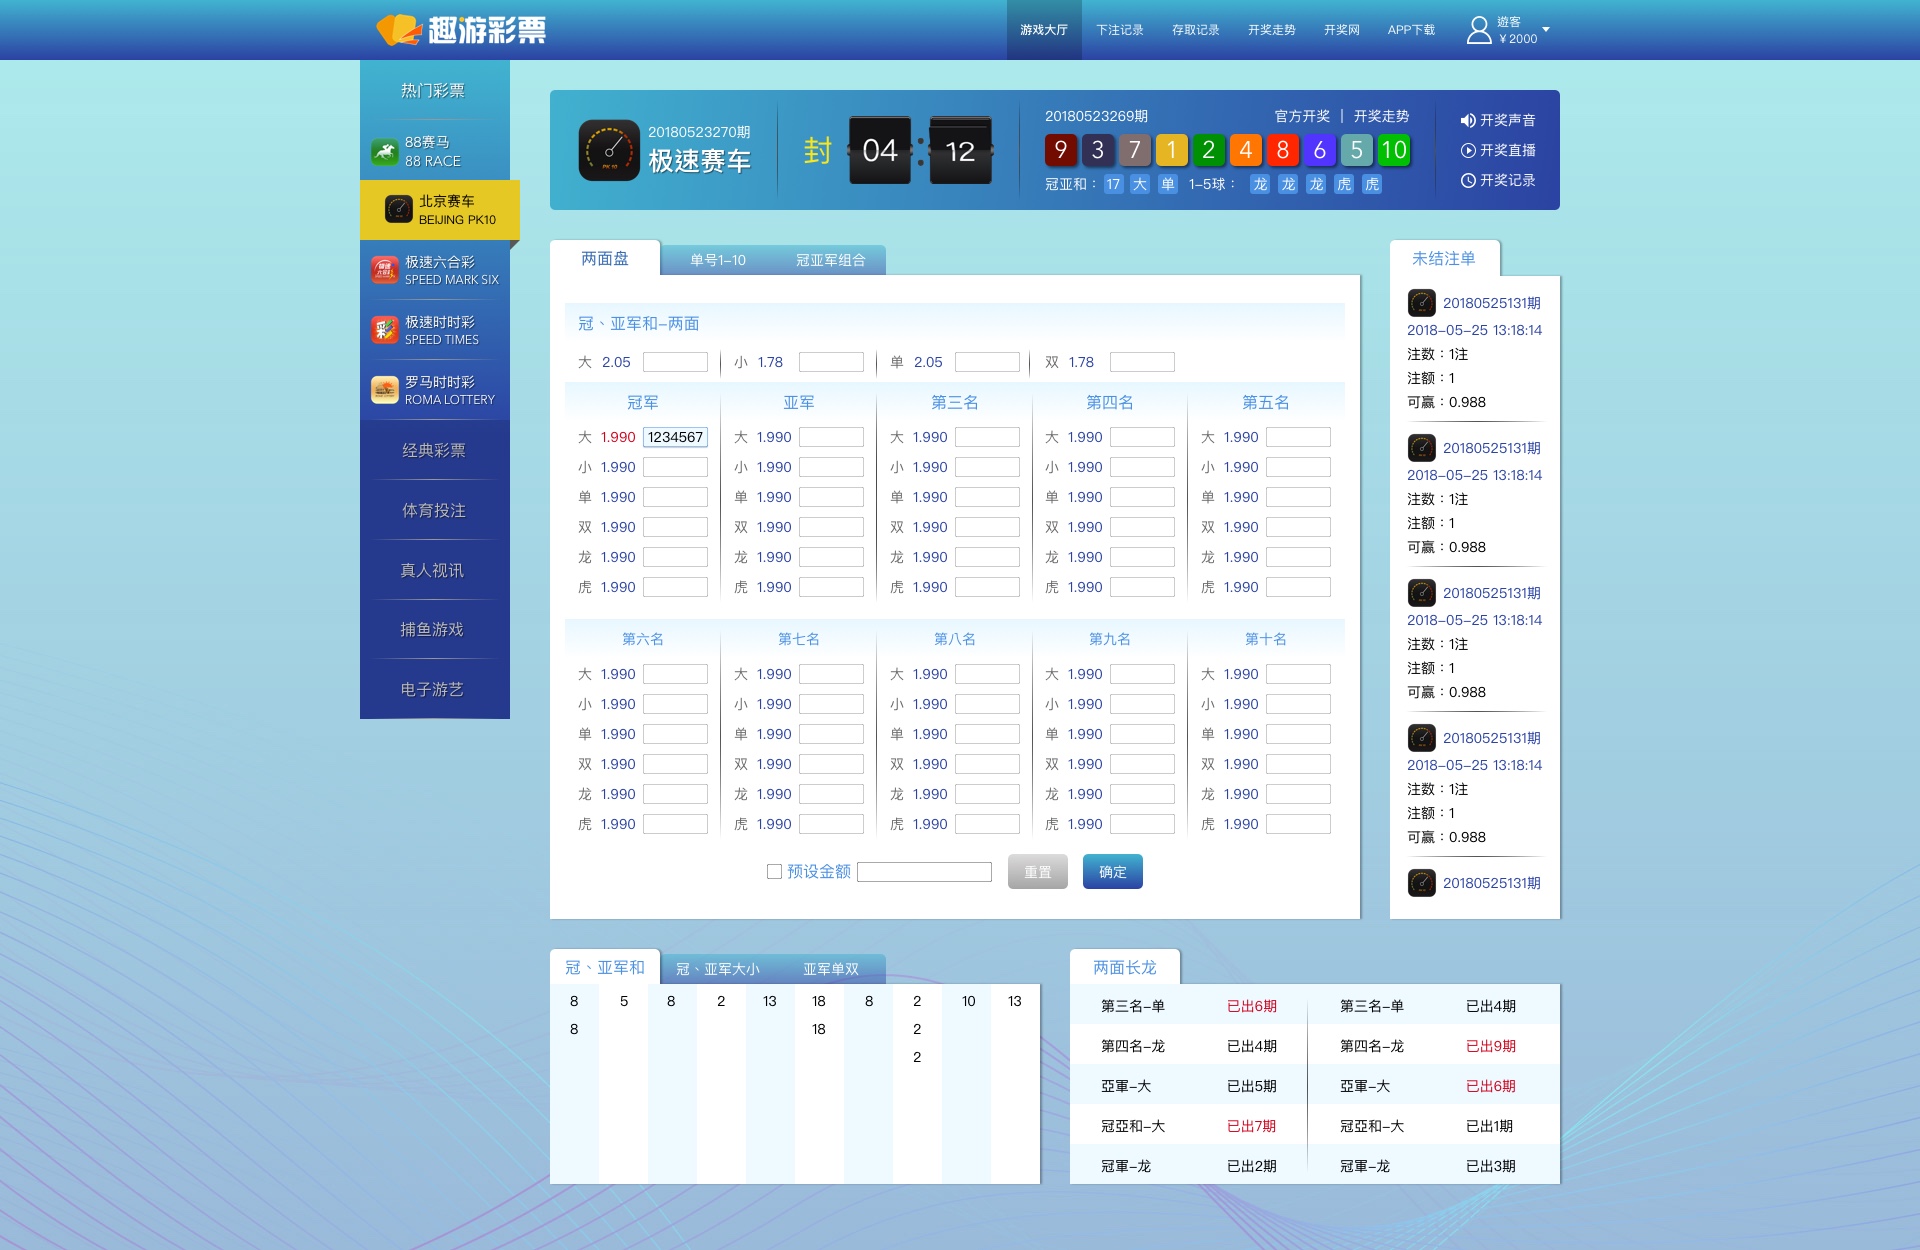 趣游彩票
游戏大厅 下注记录 存取记录 开奖走势 开奖网 APP下载
遊客
¥2000
热门彩票
88赛马
88 RACE
北京赛车
BEIJING PK10
极速六合彩
SPEED MARK SIX
极速时时彩
SPEED TIMES
罗马时时彩
ROMA LOTTERY
经典彩票
体育投注
真人视讯
捕鱼游戏
电子游艺
20180523270期
极速赛车
封 04:12
20180523269期 官方开奖 | 开奖走势
9 3 7 1 2 4 8 6 5 10
冠亚和: 17 大 单 1-5球: 龙 龙 龙 虎 虎
开奖声音
开奖直播
开奖记录
两面盘 单号1-10 冠亚军组合
冠、亚军和-两面
大 2.05 小 1.78 单 2.05 双 1.78
冠军 亚军 第三名 第四名 第五名
大 1.990 1234567 大 1.990 大 1.990 大 1.990 大 1.990
小 1.990 小 1.990 小 1.990 小 1.990 小 1.990
单 1.990 单 1.990 单 1.990 单 1.990 单 1.990
双 1.990 双 1.990 双 1.990 双 1.990 双 1.990
龙 1.990 龙 1.990 龙 1.990 龙 1.990 龙 1.990
虎 1.990 虎 1.990 虎 1.990 虎 1.990 虎 1.990
第六名 第七名 第八名 第九名 第十名
大 1.990 大 1.990 大 1.990 大 1.990 大 1.990
小 1.990 小 1.990 小 1.990 小 1.990 小 1.990
单 1.990 单 1.990 单 1.990 单 1.990 单 1.990
双 1.990 双 1.990 双 1.990 双 1.990 双 1.990
龙 1.990 龙 1.990 龙 1.990 龙 1.990 龙 1.990
虎 1.990 虎 1.990 虎 1.990 虎 1.990 虎 1.990
预设金额 重置 确定
未结注单
20180525131期
2018-05-25 13:18:14
注数:1注
注额:1
可赢:0.988
20180525131期
2018-05-25 13:18:14
注数:1注
注额:1
可赢:0.988
20180525131期
2018-05-25 13:18:14
注数:1注
注额:1
可赢:0.988
20180525131期
2018-05-25 13:18:14
注数:1注
注额:1
可赢:0.988
20180525131期
冠、亚军和 冠、亚军大小 亚军单双
8 5 8 2 13 18 8 2 10 13
8 18 2
2
两面长龙
第三名-单 已出6期 第三名-单 已出4期
第四名-龙 已出4期 第四名-龙 已出9期
亞軍-大 已出5期 亞軍-大 已出6期
冠亞和-大 已出7期 冠亞和-大 已出1期
冠軍-龙 已出2期 冠軍-龙 已出3期